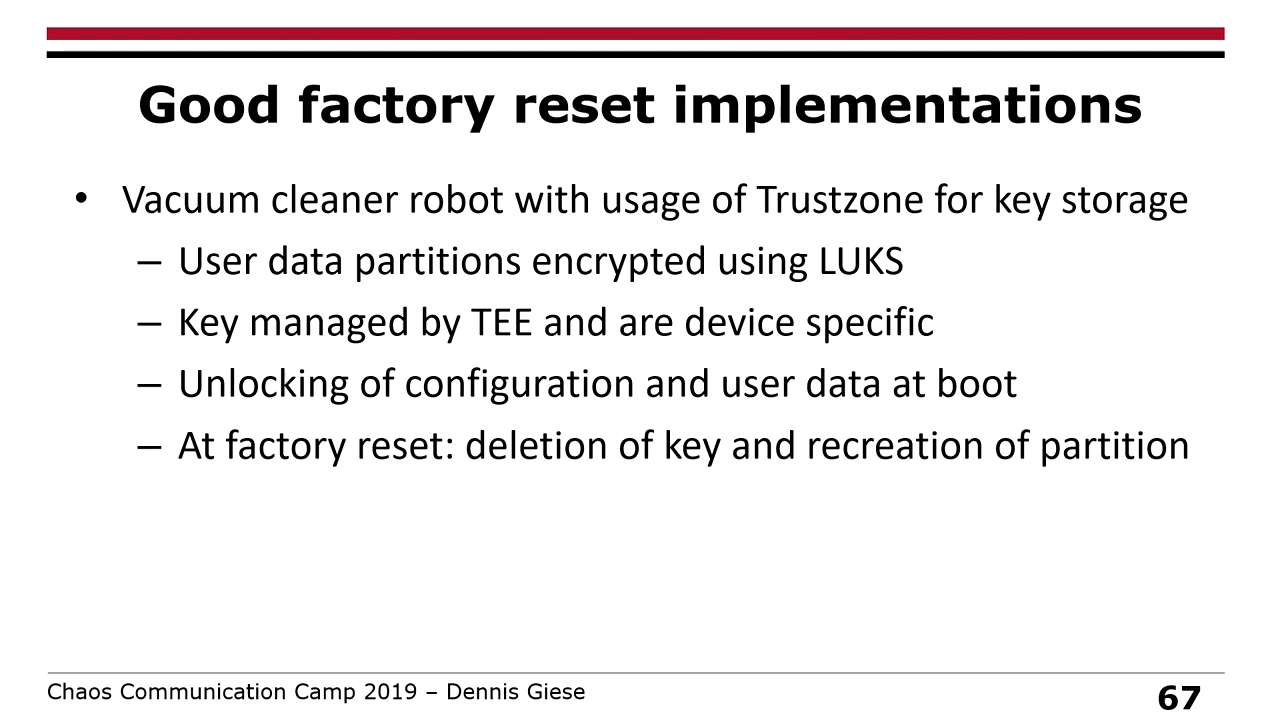 Good factory reset implementations
• Vacuum cleaner robot with usage of Trustzone for key storage
– User data partitions encrypted using LUKS
– Key managed by TEE and are device specific
– Unlocking of configuration and user data at boot
– At factory reset: deletion of key and recreation of partition
Chaos Communication Camp 2019 – Dennis Giese
67